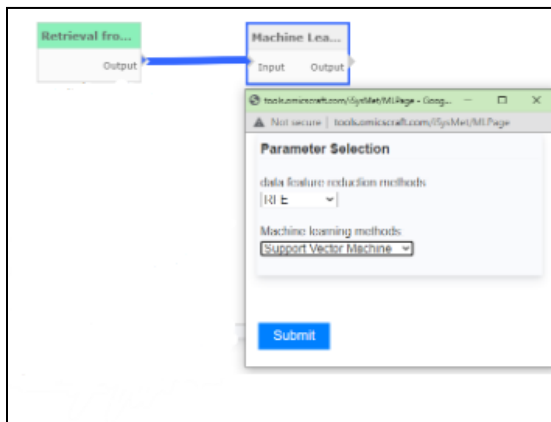 Retrieval fro...
Output
Machine Lea...
Input Output
tools.omicscraft.com/iSysMet/MLPage - Goog...
Not secure | tools.omicscraft.com/iSysMet/MLPage
Parameter Selection
data feature reduction methods
RFE
Machine learning methods
Support Vector Machine
Submit